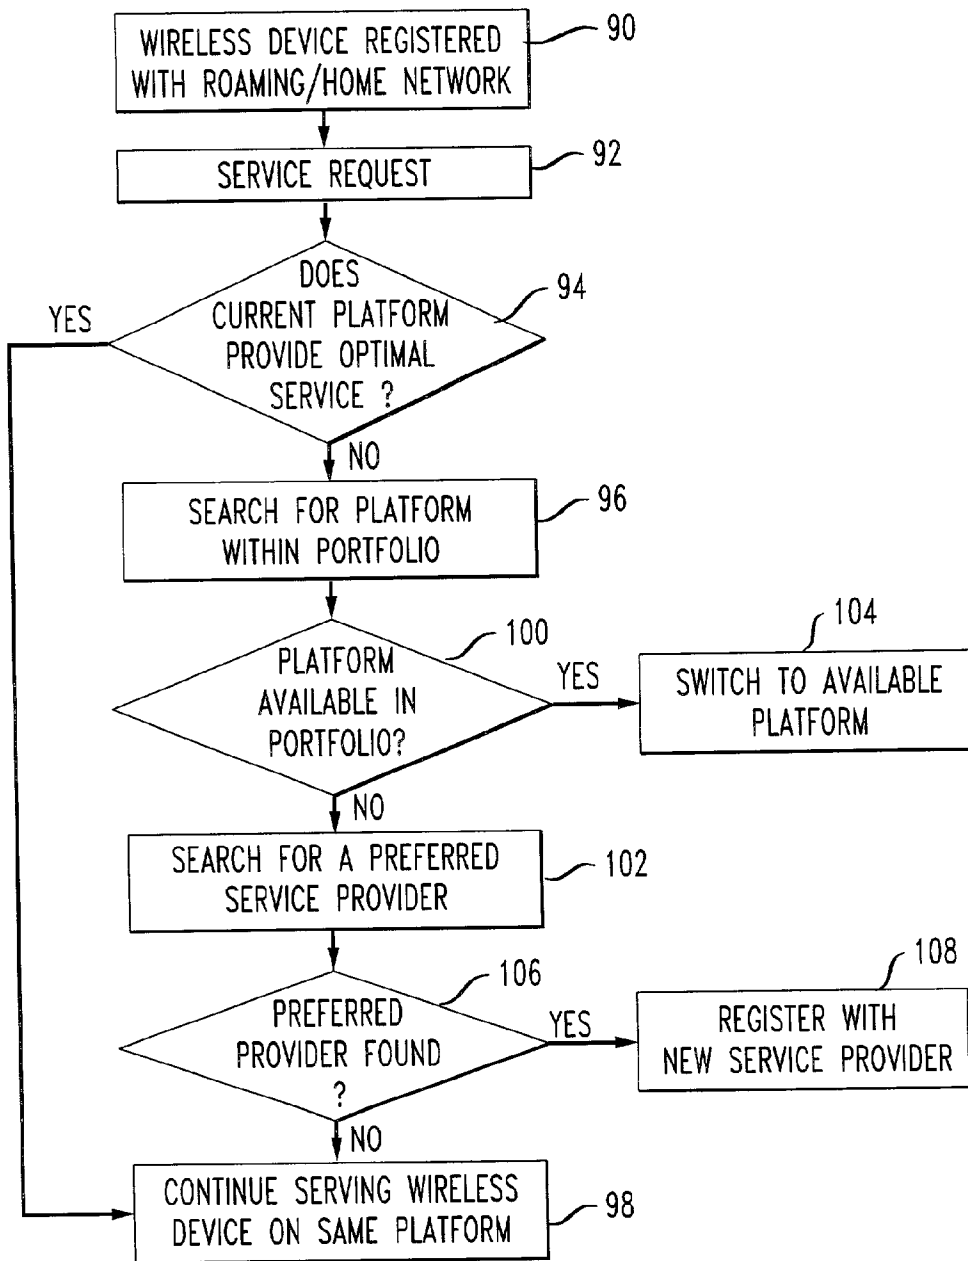 WIRELESS DEVICE REGISTERED
WITH ROAMING/HOME NETWORK
90
SERVICE REQUEST
92
DOES
CURRENT PLATFORM
PROVIDE OPTIMAL
SERVICE ?
94
YES
NO
SEARCH FOR PLATFORM
WITHIN PORTFOLIO
96
PLATFORM
AVAILABLE IN
PORTFOLIO?
100
YES
SWITCH TO AVAILABLE
PLATFORM
104
NO
SEARCH FOR A PREFERRED
SERVICE PROVIDER
102
PREFERRED
PROVIDER FOUND
?
106
YES
REGISTER WITH
NEW SERVICE PROVIDER
108
NO
CONTINUE SERVING WIRELESS
DEVICE ON SAME PLATFORM
98